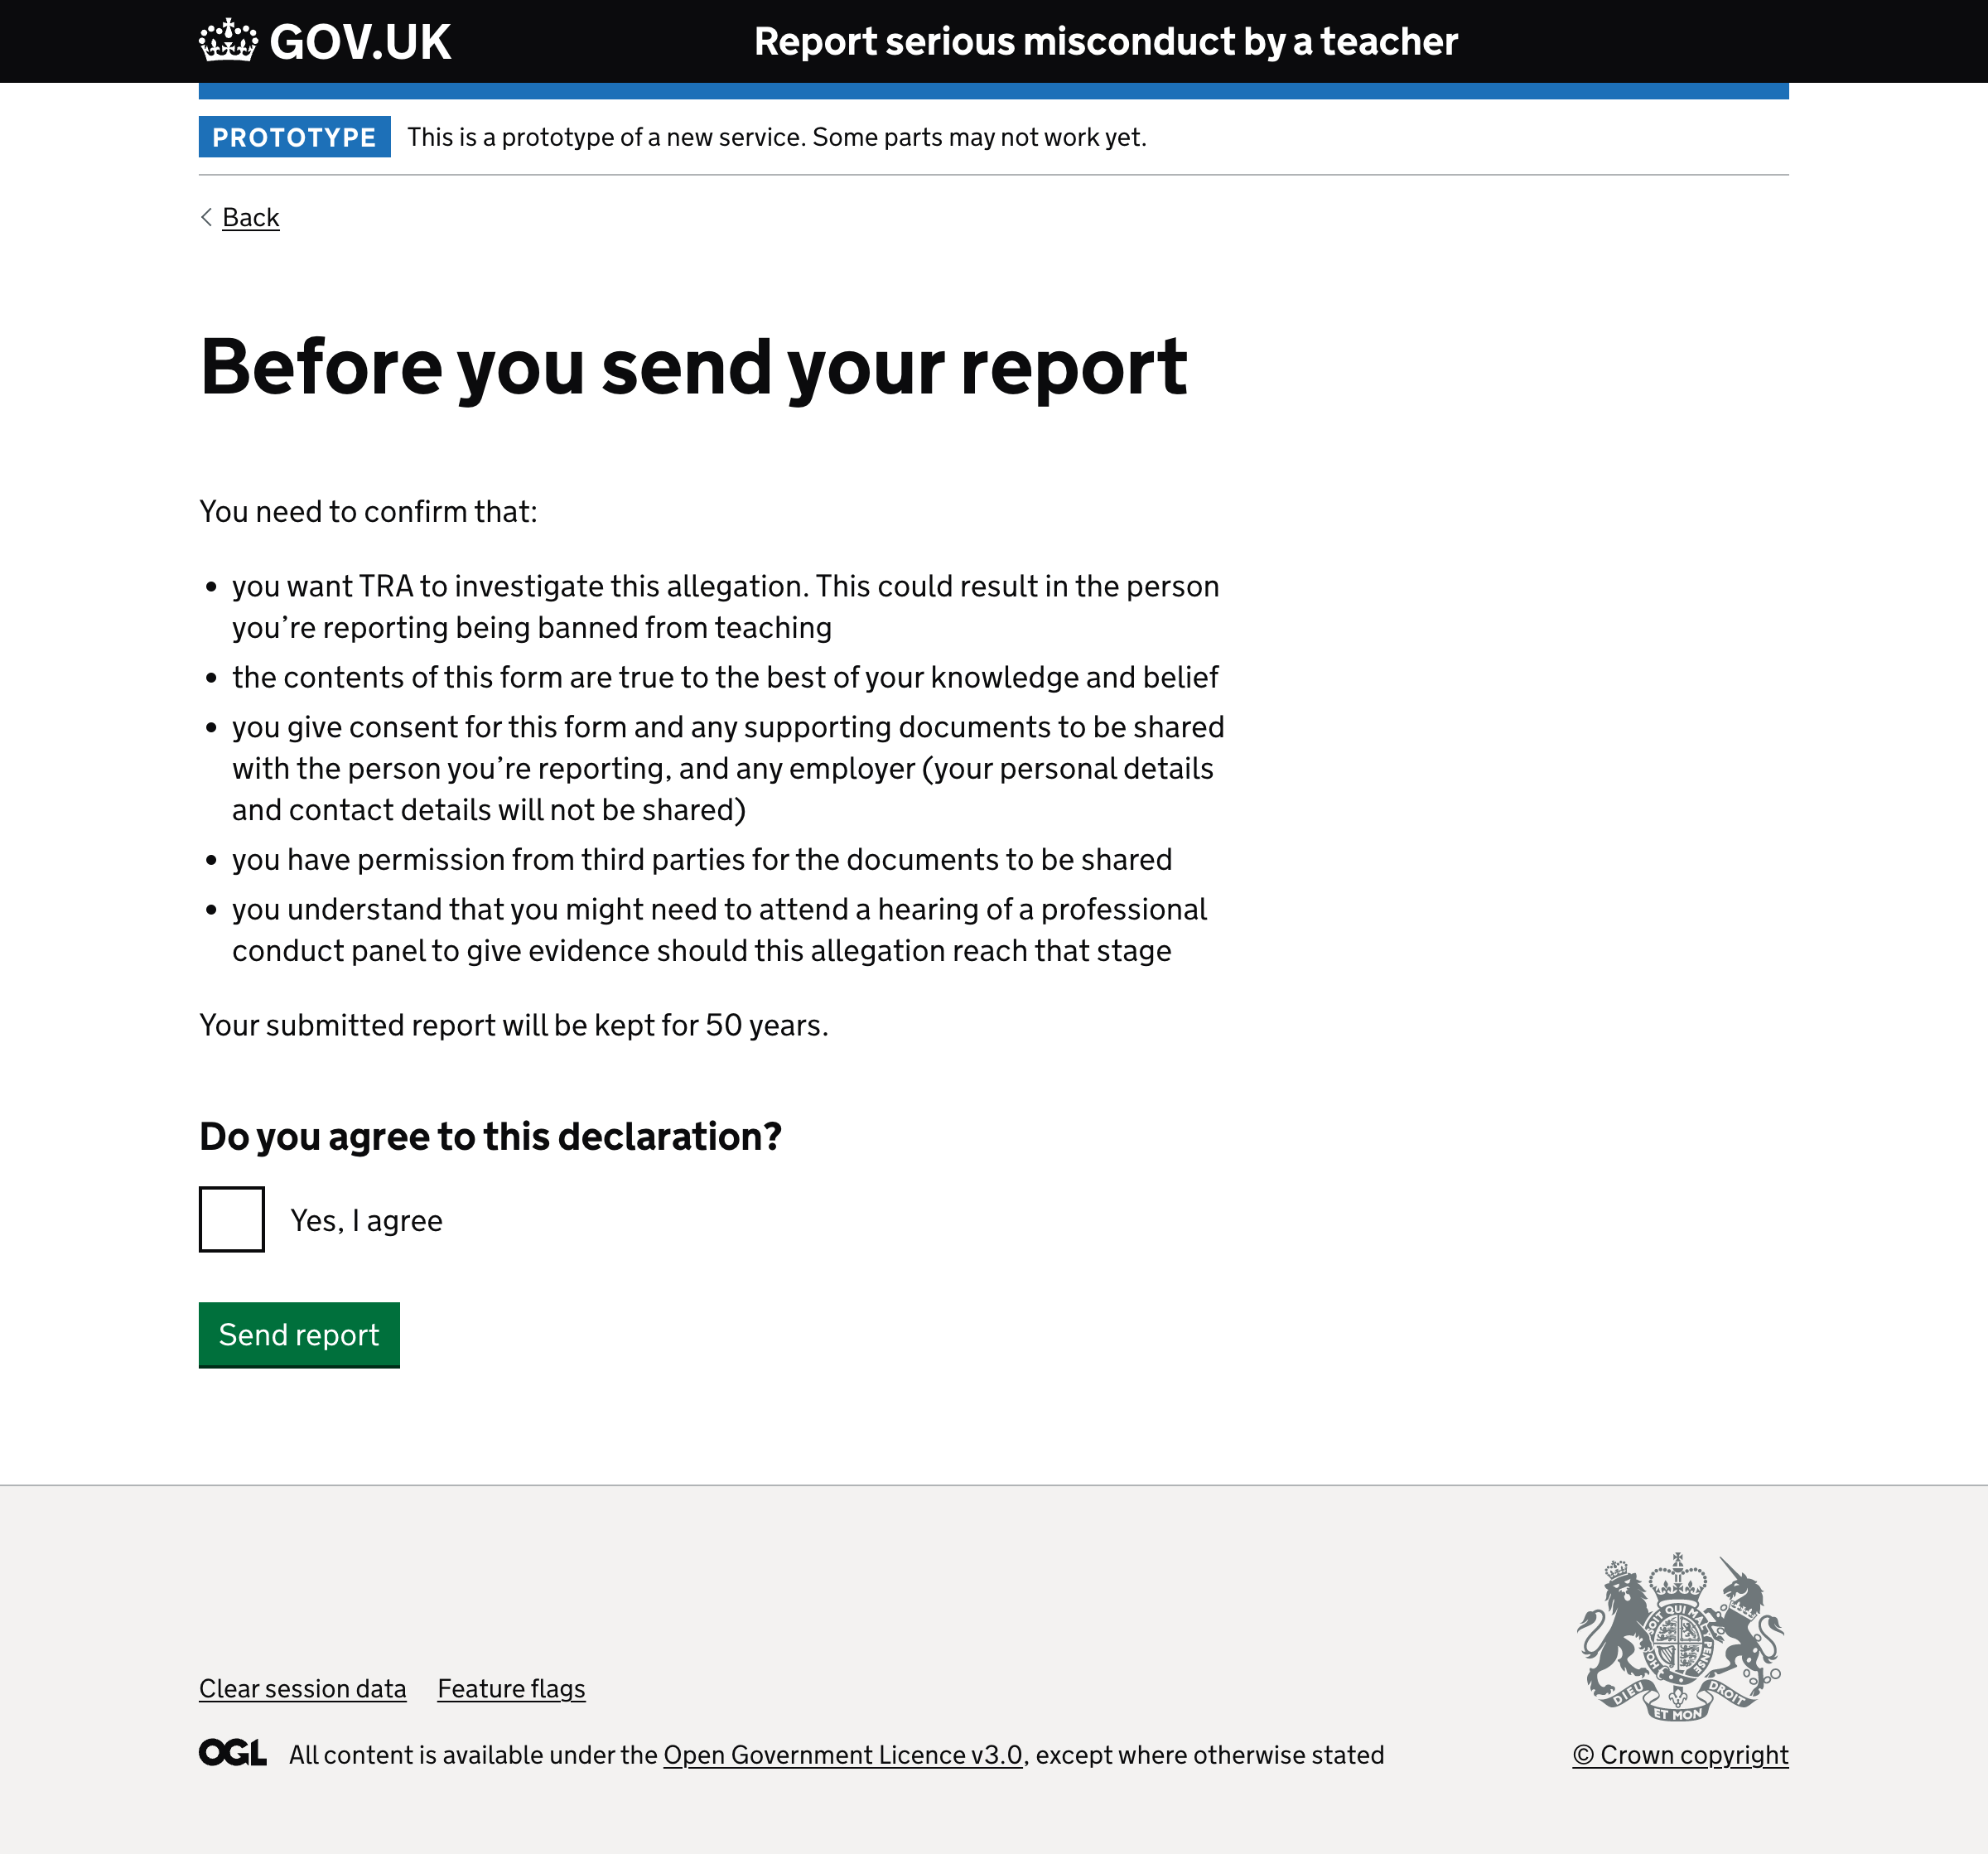 GOV.UK
Report serious misconduct by a teacher
PROTOTYPE
This is a prototype of a new service. Some parts may not work yet.
Back
Before you send your report
You need to confirm that:
• you want TRA to investigate this allegation. This could result in the person
you’re reporting being banned from teaching
• the contents of this form are true to the best of your knowledge and belief
• you give consent for this form and any supporting documents to be shared
with the person you’re reporting, and any employer (your personal details
and contact details will not be shared)
• you have permission from third parties for the documents to be shared
• you understand that you might need to attend a hearing of a professional
conduct panel to give evidence should this allegation reach that stage
Your submitted report will be kept for 50 years.
Do you agree to this declaration?
Yes, I agree
Send report
DIEU ET MON DROIT
Clear session data
Feature flags
OGL
All content is available under the Open Government Licence v3.0, except where otherwise stated
© Crown copyright